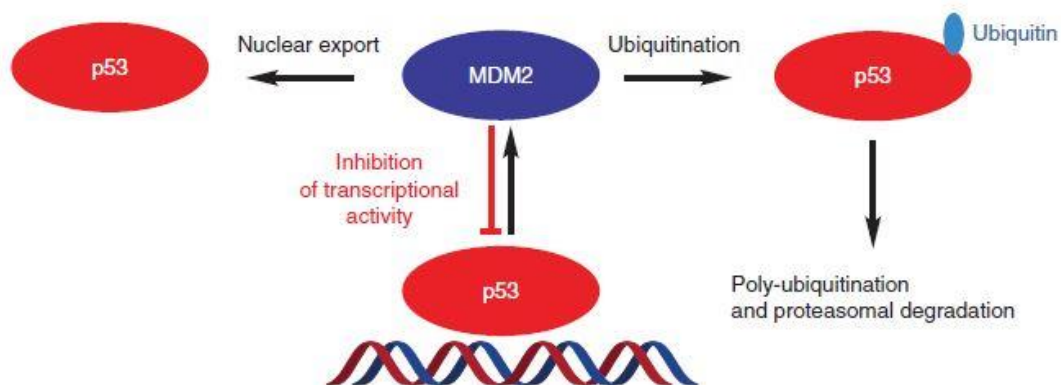 p53
Nuclear export
MDM2
Ubiquitination
Ubiquitin
p53
Inhibition
of transcriptional
activity
p53
Poly-ubiquitination
and proteasomal degradation